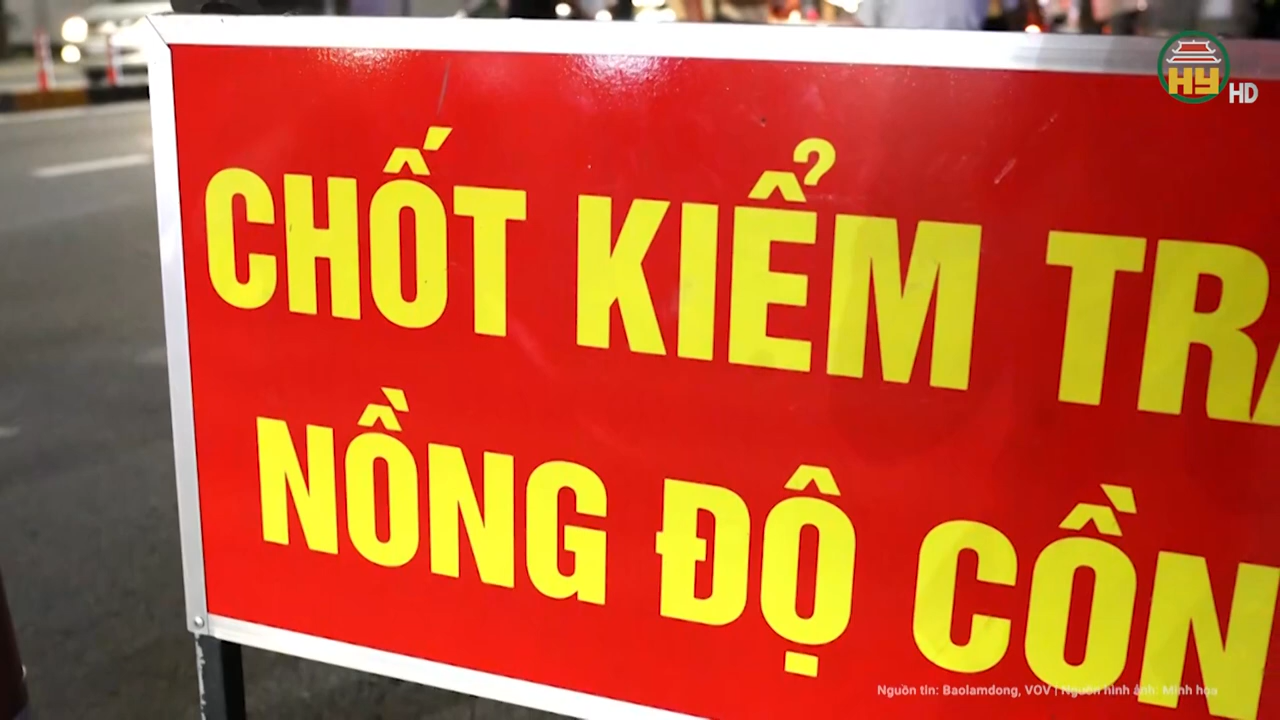 HY HD
CHỐT KIỂM TRA
NỒNG ĐỘ CỒN
Nguồn tin: Baolamdong, VOV | Nguồn hình ảnh: Minh họa